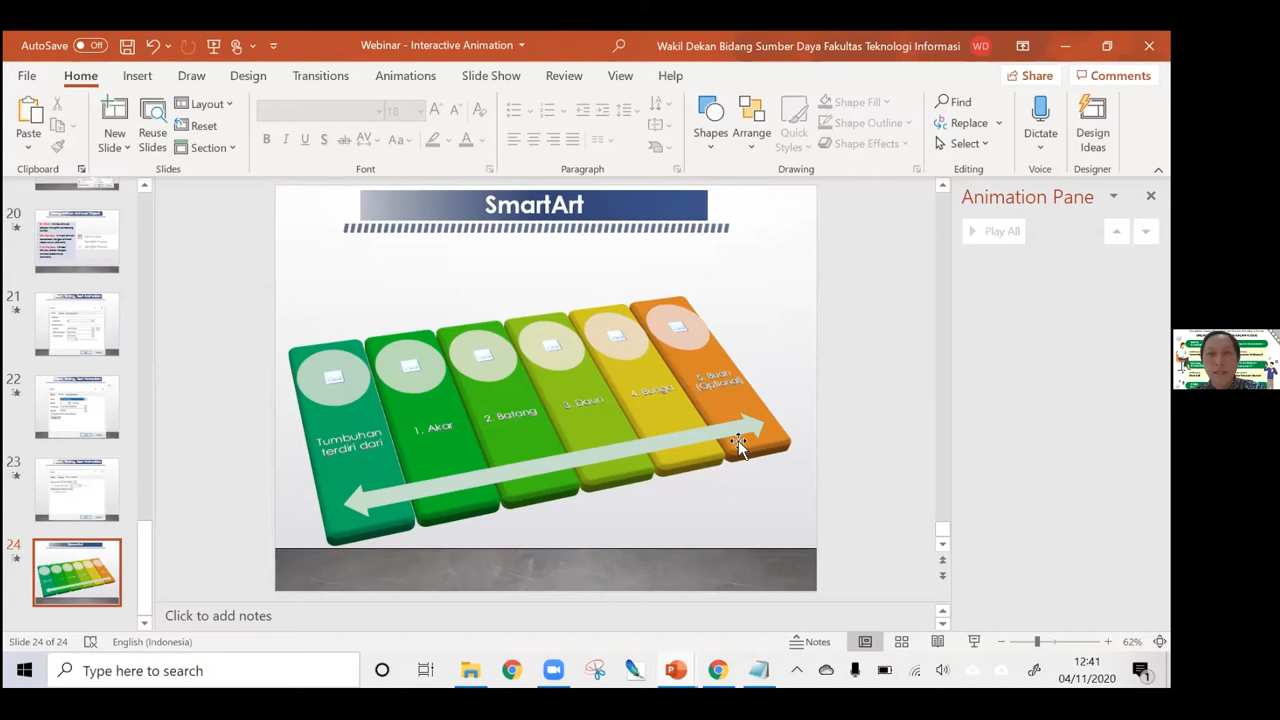 AutoSave Off
Webinar - Interactive Animation
Wakil Dekan Bidang Sumber Daya Fakultas Teknologi Informasi WD
File Home Insert Draw Design Transitions Animations Slide Show Review View Help
Share Comments
Paste
New
Slide
Reuse
Slides
Layout
Reset
Section
18
B I U S ab AV Aa A
Shapes
Arrange
Quick
Styles
Shape Fill
Shape Outline
Shape Effects
Find
Replace
Select
Dictate
Design
Ideas
Clipboard Slides Font Paragraph Drawing Editing Voice Designer
20
21
22
23
24
SmartArt
Tumbuhan
terdiri dari
1. Akar
2. Batang
3. Daun
4. Bunga
5. Buah
(Optional)
Animation Pane
Play All
Click to add notes
Slide 24 of 24 English (Indonesia) Notes 62%
Type here to search
12:41
04/11/2020
1